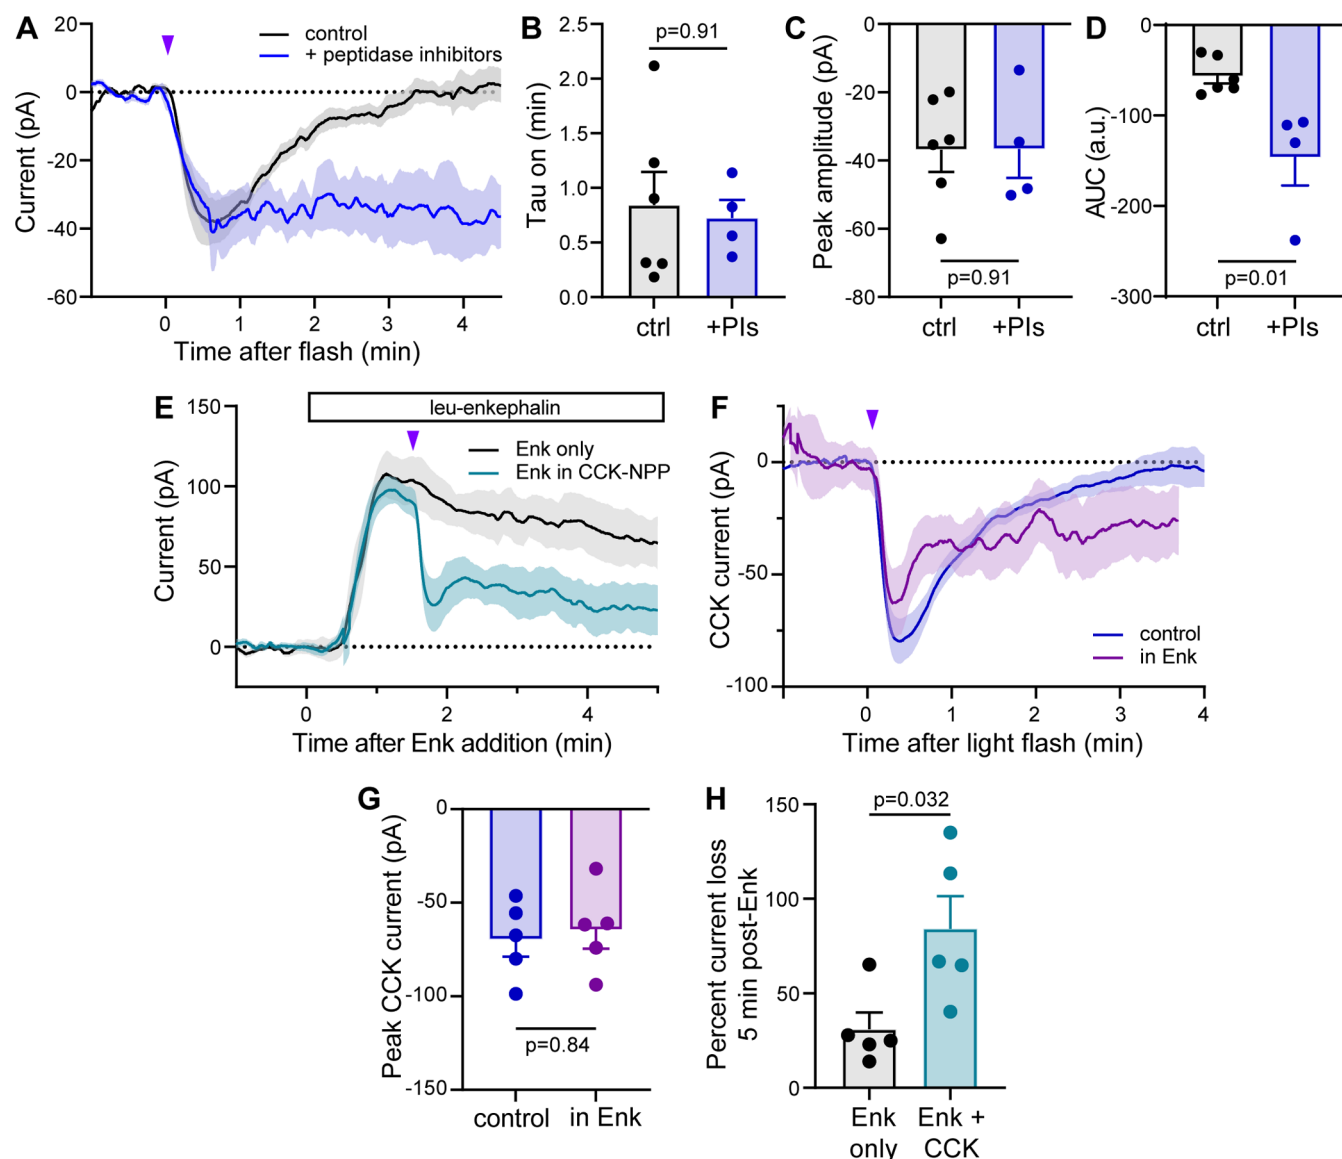 A
control
+ peptidase inhibitors
Current (pA)
20
0
-20
-40
-60
0
1
2
3
4
Time after flash (min)
B
p=0.91
Tau on (min)
2.5
2.0
1.5
1.0
0.5
0.0
ctrl
+PIs
C
Peak amplitude (pA)
0
-20
-40
-60
-80
p=0.91
ctrl
+PIs
D
AUC (a.u.)
0
-100
-200
-300
p=0.01
ctrl
+PIs
E
leu-enkephalin
Enk only
Enk in CCK-NPP
Current (pA)
150
100
50
0
0
2
4
Time after Enk addition (min)
F
CCK current (pA)
0
-50
-100
control
in Enk
0
1
2
3
4
Time after light flash (min)
G
Peak CCK current (pA)
0
-50
-100
-150
p=0.84
control
in Enk
H
p=0.032
Percent current loss
5 min post-Enk
150
100
50
0
Enk
only
Enk +
CCK